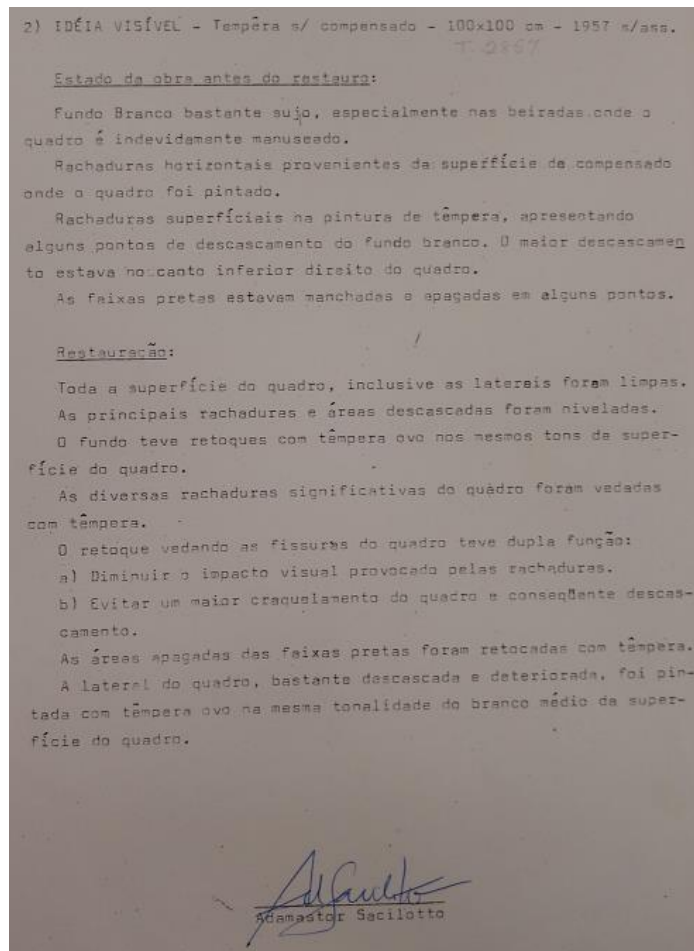 2) IDÉIA VISÍVEL - Tempêra s/ compensado - 100x100 cm - 1957 s/ass.
T. 2857
Estado da obra antes do restauro:
Fundo Branco bastante sujo, especialmente nas beiradas onde o
quadro é indevidamente manuseado.
Rachaduras horizontais provenientes da superfície de compensado
onde o quadro foi pintado.
Rachaduras superfíciais na pintura de têmpera, apresentando
alguns pontos de descascamento do fundo branco. O maior descascamen
to estava no canto inferior direito do quadro.
As faixas pretas estavam manchadas e apagadas em alguns pontos.
Restauração:
Toda a superfície do quadro, inclusive as laterais foram limpas.
As principais rachaduras e áreas descascadas foram niveladas.
O fundo teve retoques com têmpera ovo nos mesmos tons da super-
fície do quadro.
As diversas rachaduras significativas do quadro foram vedadas
com têmpera.
O retoque vedando as fissuras do quadro teve dupla função:
a) Diminuir o impacto visual provocado pelas rachaduras.
b) Evitar um maior craquelamento do quadro e conseqüente descas-
camento.
As áreas apagadas das faixas pretas foram retocadas com têmpera.
A lateral do quadro, bastante descascada e deteriorada, foi pin-
tada com têmpera ovo na mesma tonalidade do branco médio da super-
fície do quadro.
Adamastor Sacilotto